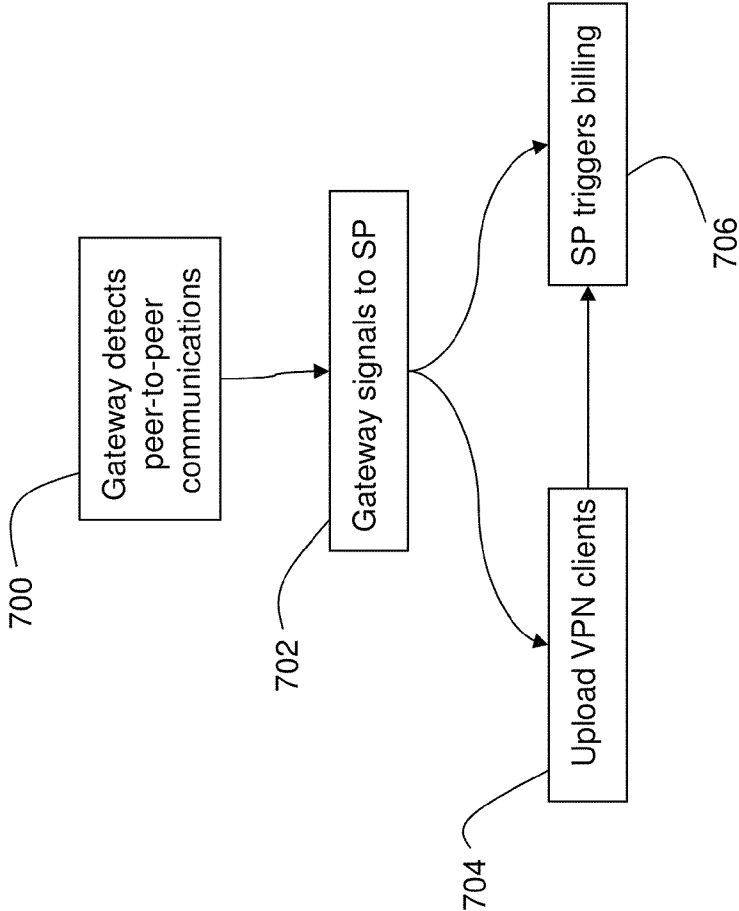 700
Gateway detects
peer-to-peer
communications
702
Gateway signals to SP
704
Upload VPN clients
SP triggers billing
706